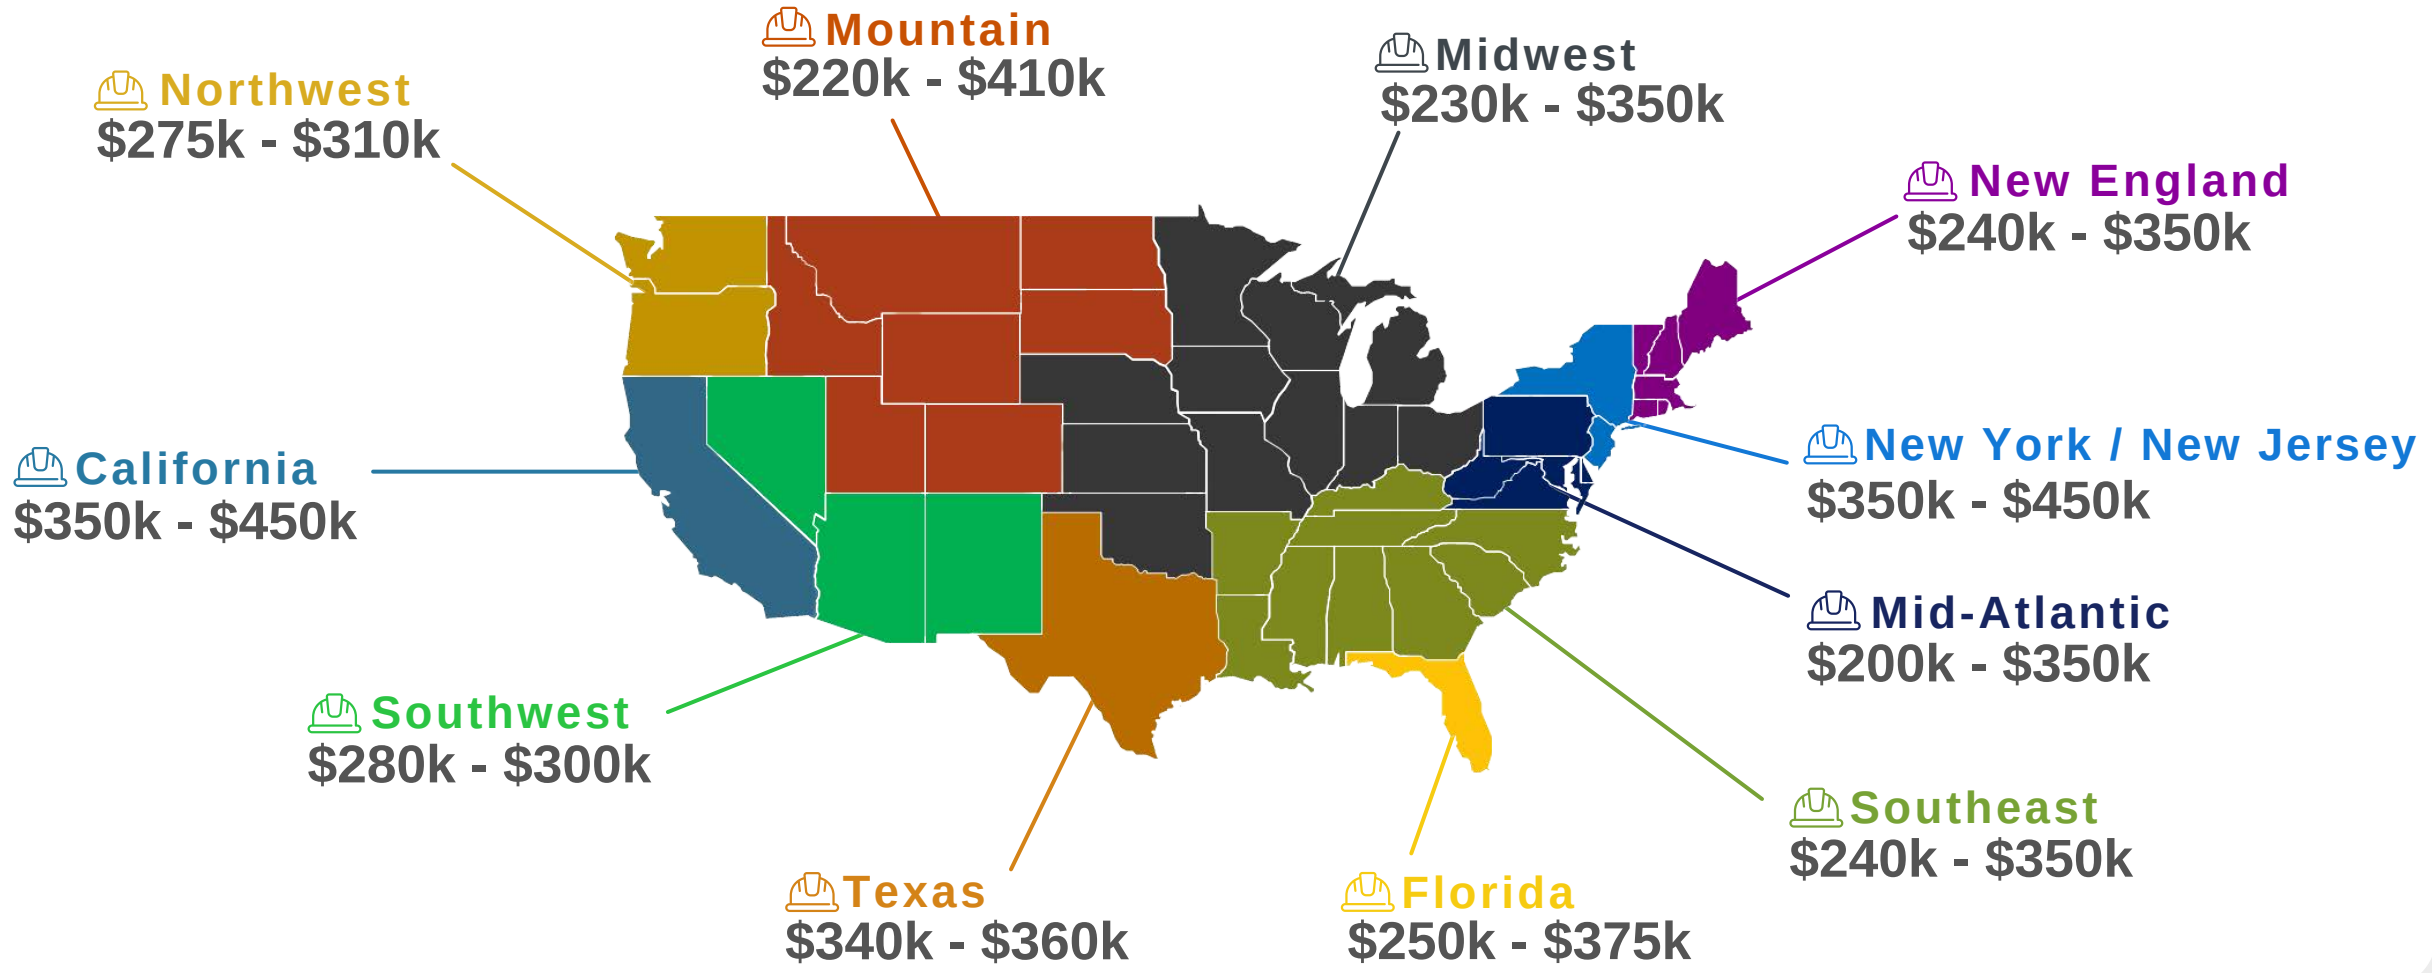 Mountain
$220k - $410k
Midwest
$230k - $350k
Northwest
$275k - $310k
New England
$240k - $350k
California
$350k - $450k
New York / New Jersey
$350k - $450k
Mid-Atlantic
$200k - $350k
Southwest
$280k - $300k
Southeast
$240k - $350k
Texas
$340k - $360k
Florida
$250k - $375k